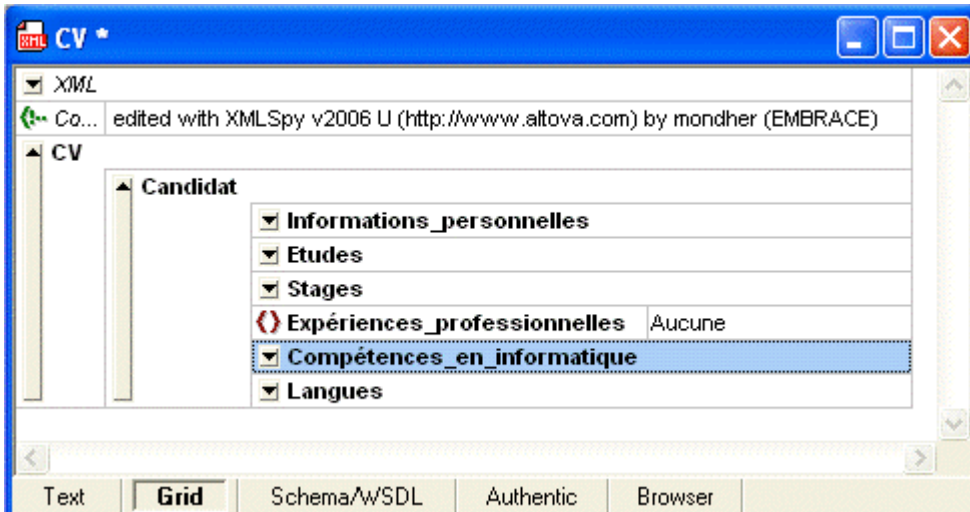 CV *
XML
Co... edited with XMLSpy v2006 U (http://www.altova.com) by mondher (EMBRACE)
CV
Candidat
Informations_personnelles
Etudes
Stages
Expériences_professionnelles Aucune
Compétences_en_informatique
Langues
Text Grid Schema/WSDL Authentic Browser